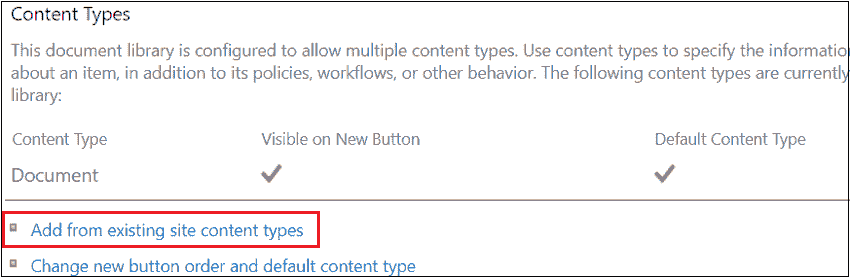 Content Types
This document library is configured to allow multiple content types. Use content types to specify the information
about an item, in addition to its policies, workflows, or other behavior. The following content types are currently
library:
Content Type Visible on New Button Default Content Type
Document
Add from existing site content types
Change new button order and default content type